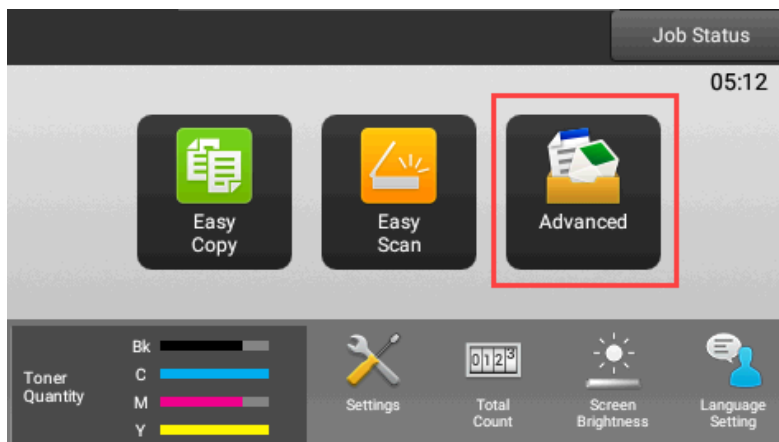 Job Status
05:12
Easy
Copy
Easy
Scan
Advanced
Toner
Quantity
Bk
C
M
Y
Settings
0123
Total
Count
Screen
Brightness
Language
Setting